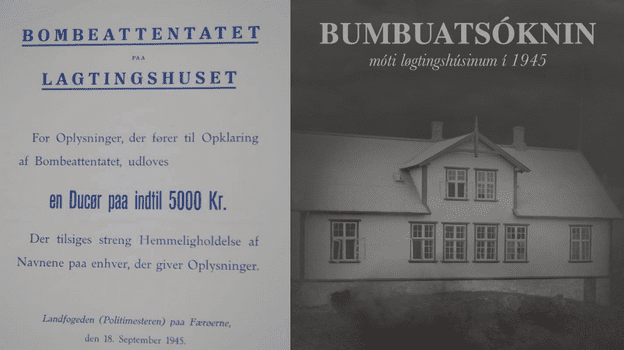 BOMBEATTENTATET
PAA
LAGTINGSHUSET
For Oplysninger, der fører til Opklaring
af Bombeattentatet, udloves
en Ducør paa indtil 5000 Kr.
Der tilsiges streng Hemmeligholdelse af
Navnene paa enhver, der giver Oplysninger.
Landfogeden (Politimesteren) paa Færøerne,
den 18. September 1945.
BUMBUATSÓKNIN
móti løgtingshúsinum í 1945